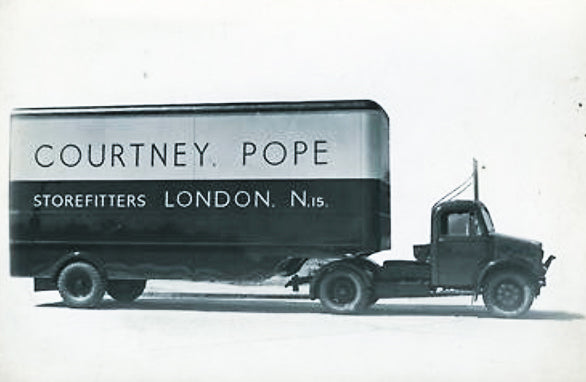 COURTNEY. POPE
STOREFITTERS LONDON. N.15.